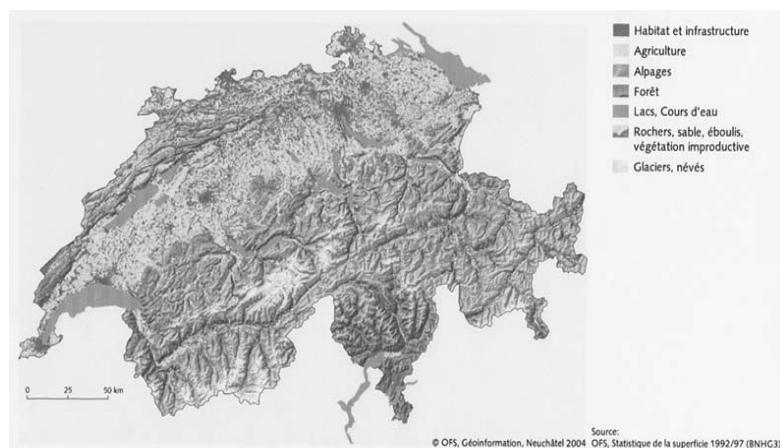 Habitat et infrastructure
Agriculture
Alpages
Forêt
Lacs, Cours d'eau
Rochers, sable, éboulis,
végétation improductive
Glaciers, névés
0 25 50 km
Source:
© OFS, Géoinformation, Neuchâtel 2004 OFS, Statistique de la superficie 1992/97 (BNHG3)